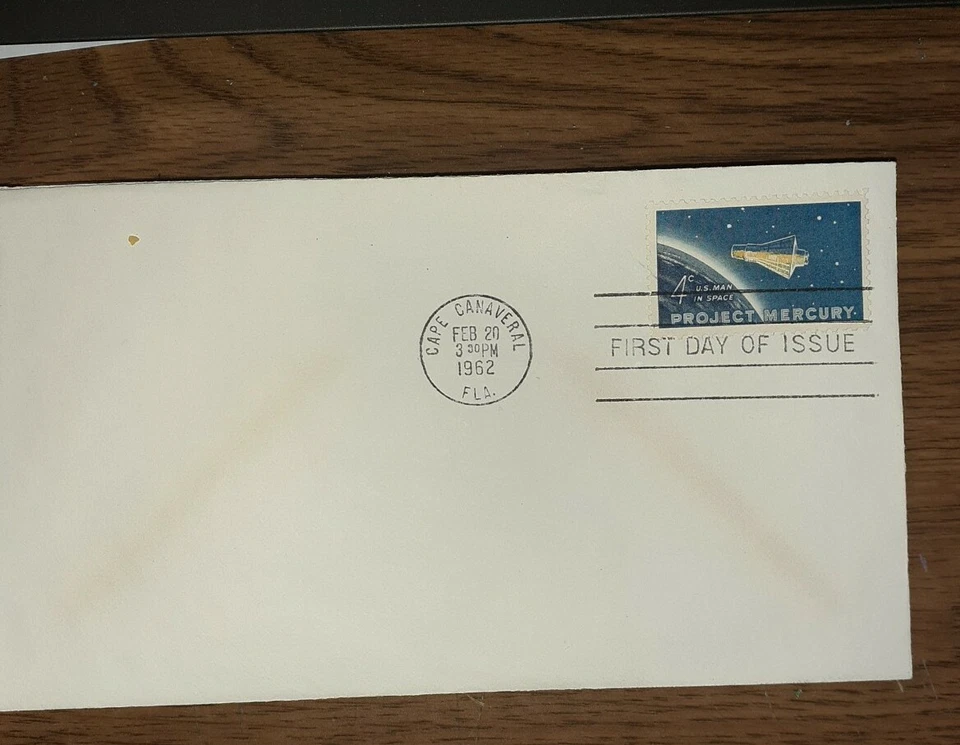 4c U.S. MAN
IN SPACE
PROJECT MERCURY
CAPE CANAVERAL
FEB 20
3 30 PM
1962
FLA.
FIRST DAY OF ISSUE